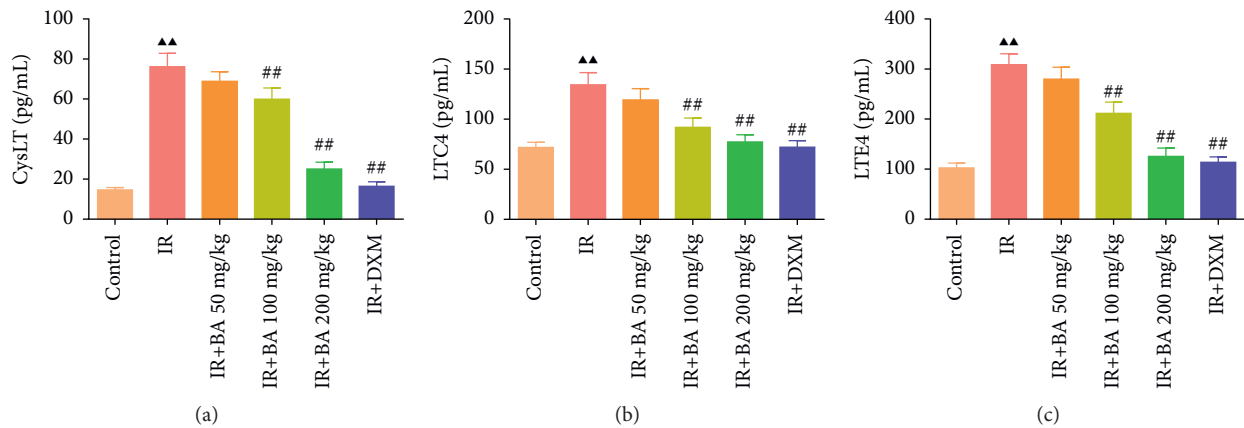 CysLT (pg/mL)
100
80
60
40
20
0
▲▲
##
##
##
Control
IR
IR+BA 50 mg/kg
IR+BA 100 mg/kg
IR+BA 200 mg/kg
IR+DXM
(a)
LTC4 (pg/mL)
200
150
100
50
0
▲▲
##
##
##
Control
IR
IR+BA 50 mg/kg
IR+BA 100 mg/kg
IR+BA 200 mg/kg
IR+DXM
(b)
LTE4 (pg/mL)
400
300
200
100
0
▲▲
##
##
##
Control
IR
IR+BA 50 mg/kg
IR+BA 100 mg/kg
IR+BA 200 mg/kg
IR+DXM
(c)